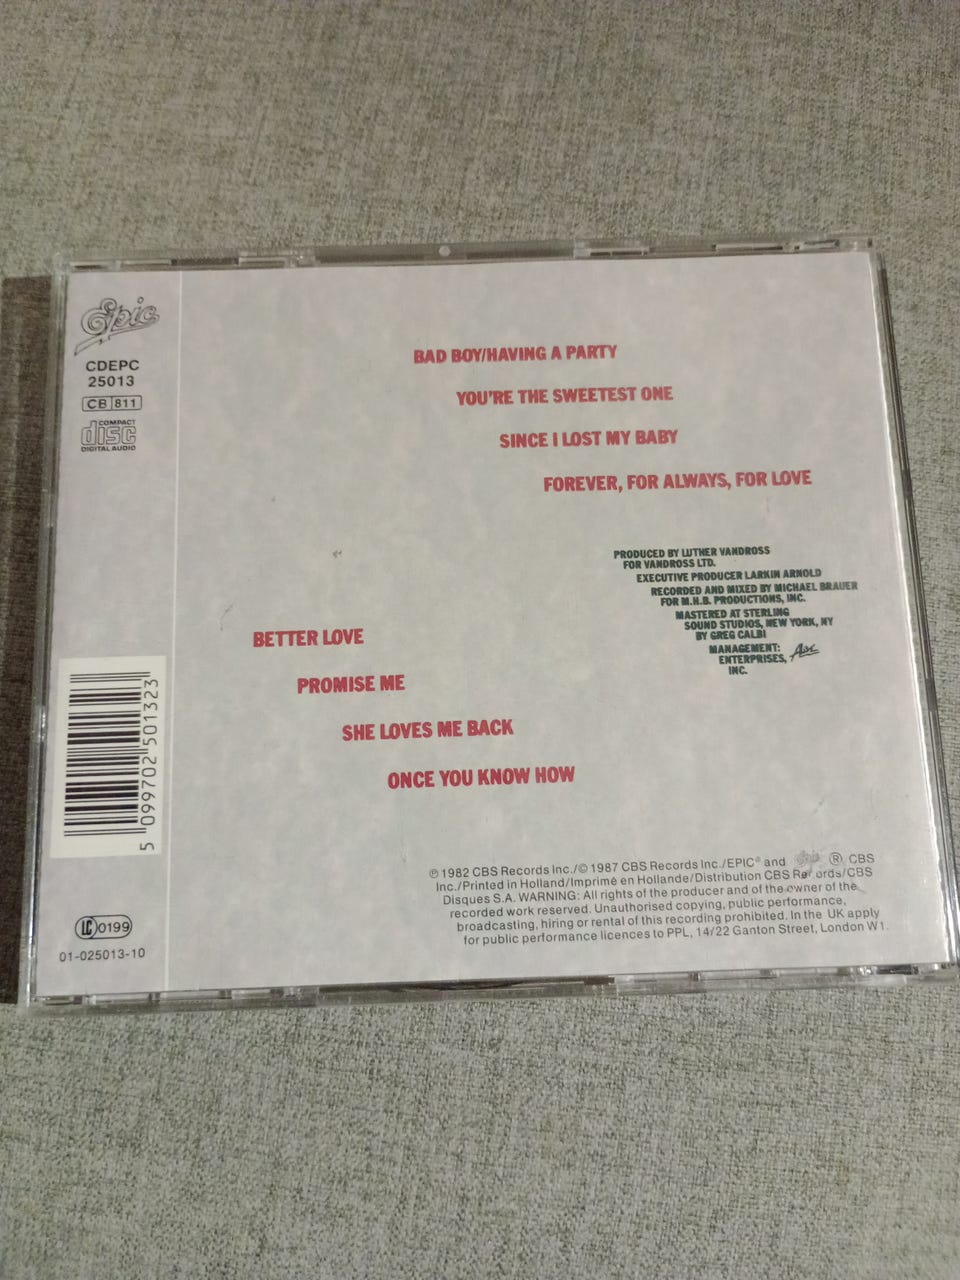 Epic
CDEPC
25013
CB 811
COMPACT
disc
DIGITAL AUDIO
BAD BOY/HAVING A PARTY
YOU'RE THE SWEETEST ONE
SINCE I LOST MY BABY
FOREVER, FOR ALWAYS, FOR LOVE
PRODUCED BY LUTHER VANDROSS
FOR VANDROSS LTD.
EXECUTIVE PRODUCER LARKIN ARNOLD
RECORDED AND MIXED BY MICHAEL BRAUER
FOR M.H.B. PRODUCTIONS, INC.
MASTERED AT STERLING
SOUND STUDIOS, NEW YORK, NY
BY GREG CALBI
MANAGEMENT:
ENTERPRISES,
INC.
BETTER LOVE
PROMISE ME
SHE LOVES ME BACK
ONCE YOU KNOW HOW
5 099702 501323
LC 0199
01-025013-10
℗ 1982 CBS Records Inc./© 1987 CBS Records Inc./EPIC® and Epic ® CBS
Inc./Printed in Holland/Imprimé en Hollande/Distribution CBS Records/CBS
Disques S.A. WARNING: All rights of the producer and of the owner of the
recorded work reserved. Unauthorised copying, public performance,
broadcasting, hiring or rental of this recording prohibited. In the UK apply
for public performance licences to PPL, 14/22 Ganton Street, London W1.